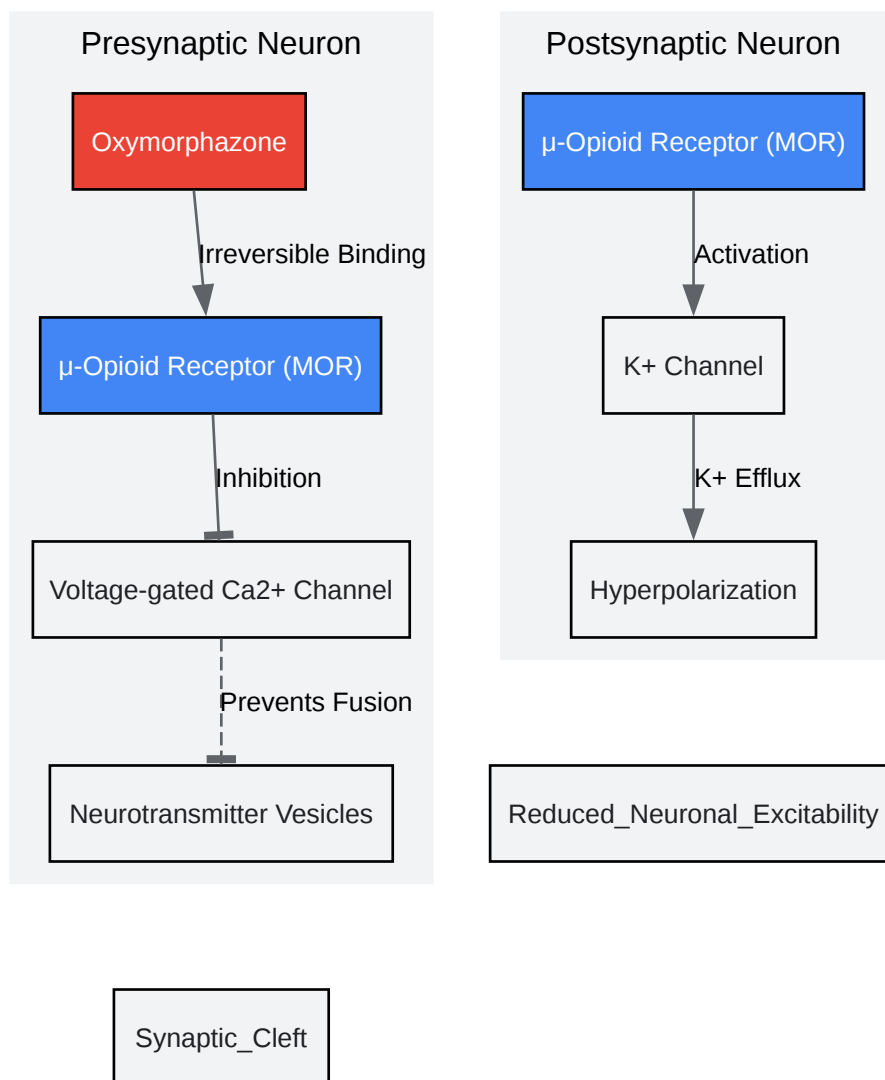 Presynaptic Neuron
Oxymorphazone
Irreversible Binding
μ-Opioid Receptor (MOR)
Inhibition
Voltage-gated Ca2+ Channel
Prevents Fusion
Neurotransmitter Vesicles
Synaptic_Cleft
Postsynaptic Neuron
μ-Opioid Receptor (MOR)
Activation
K+ Channel
K+ Efflux
Hyperpolarization
Reduced_Neuronal_Excitability